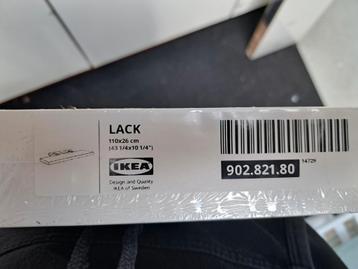 LACK
110x26 cm
(43 1/4x10 1/4")
IKEA
Design and Quality
IKEA of Sweden
14729
902.821.80